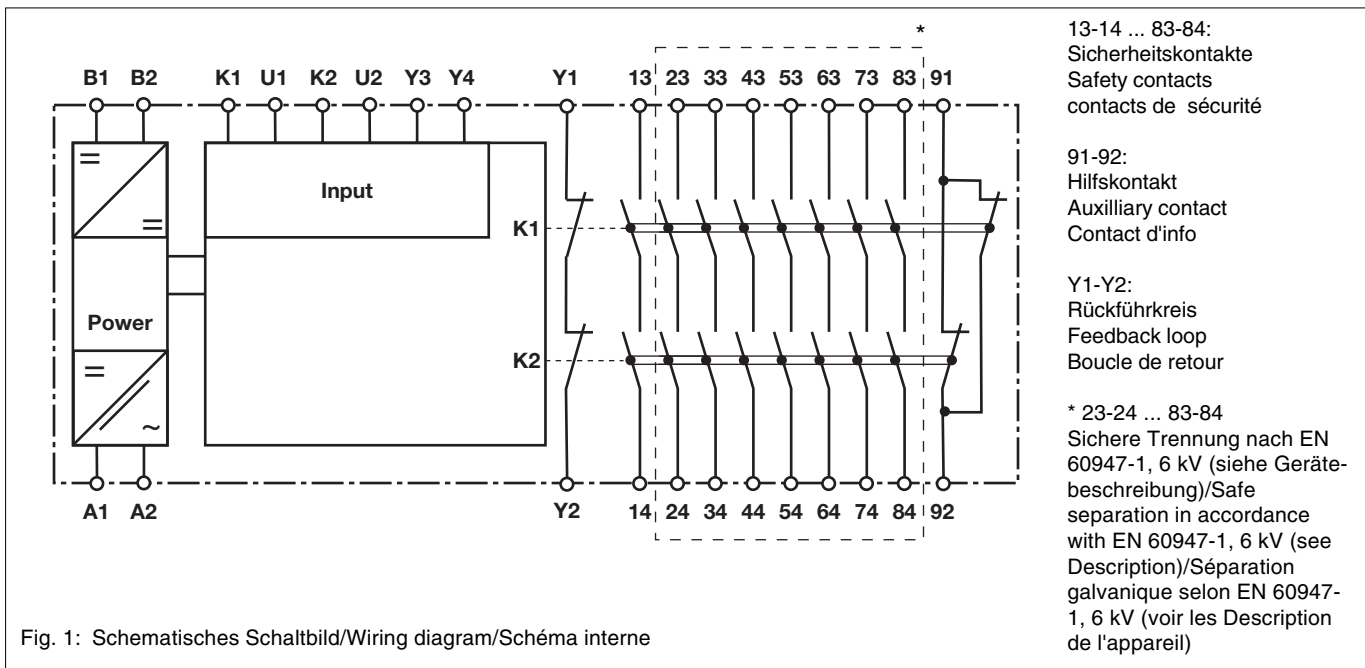 *
B1 B2 K1 U1 K2 U2 Y3 Y4 Y1 13 23 33 43 53 63 73 83 91
=
=
Input
K1
Power
K2
=
~
A1 A2 Y2 14 24 34 44 54 64 74 84 92
Fig. 1: Schematisches Schaltbild/Wiring diagram/Schéma interne
13-14 ... 83-84:
Sicherheitskontakte
Safety contacts
contacts de sécurité
91-92:
Hilfskontakt
Auxilliary contact
Contact d'info
Y1-Y2:
Rückführkreis
Feedback loop
Boucle de retour
* 23-24 ... 83-84
Sichere Trennung nach EN
60947-1, 6 kV (siehe Geräte-
beschreibung)/Safe
separation in accordance
with EN 60947-1, 6 kV (see
Description)/Séparation
galvanique selon EN 60947-
1, 6 kV (voir les Description
de l'appareil)